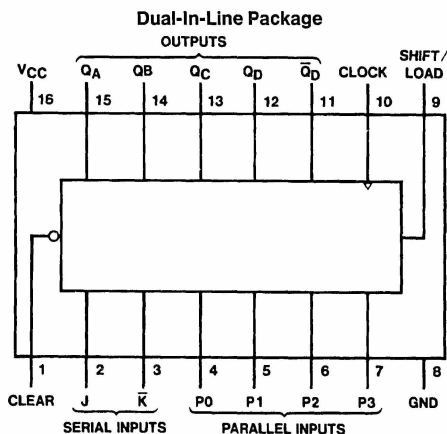 Dual-In-Line Package
OUTPUTS
VCC QA QB QC QD Q̅D CLOCK SHIFT/
LOAD
16 15 14 13 12 11 10 9
1 2 3 4 5 6 7 8
CLEAR J K̅ P0 P1 P2 P3 GND
SERIAL INPUTS PARALLEL INPUTS